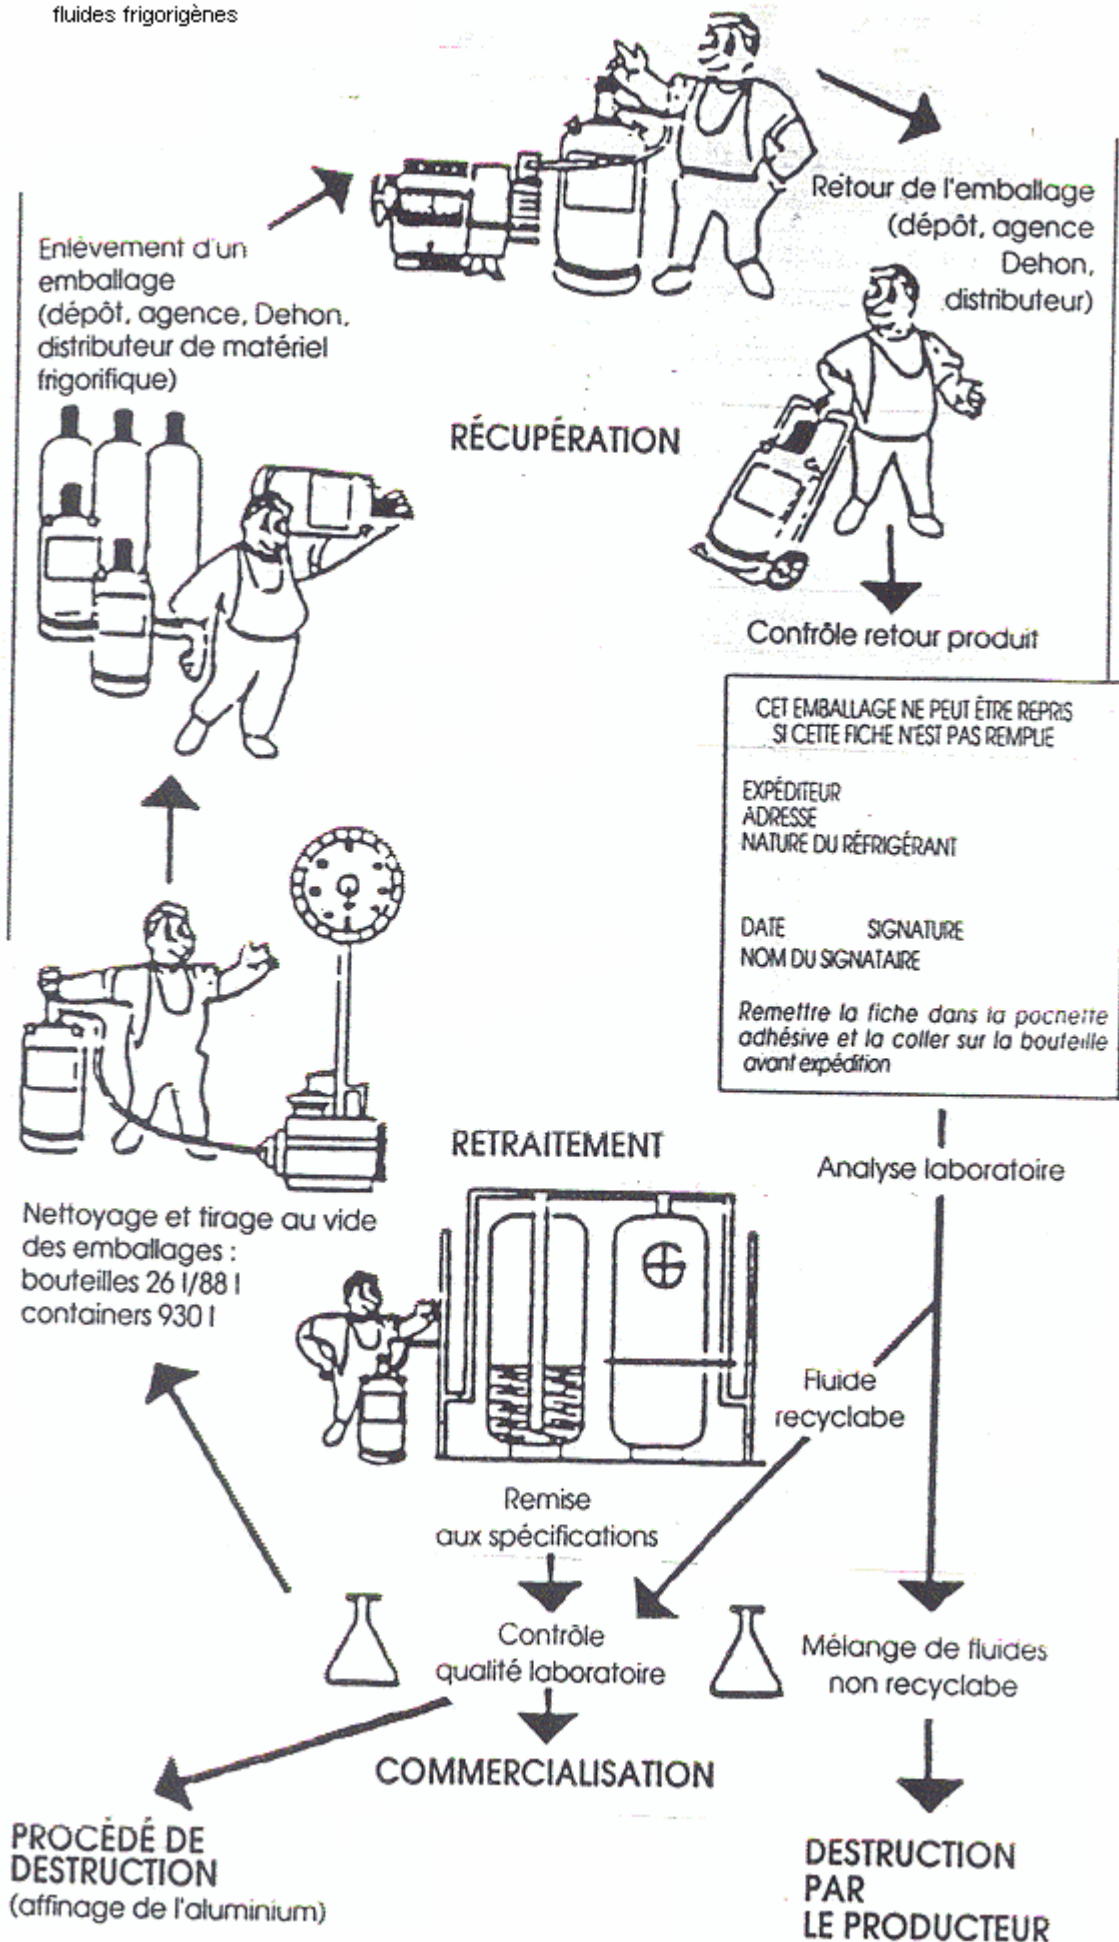 fluides frigorigènes
Enlèvement d'un
emballage
(dépôt, agence, Dehon,
distributeur de matériel
frigorifique)
Retour de l'emballage
(dépôt, agence
Dehon,
distributeur)
RÉCUPÉRATION
Contrôle retour produit
CET EMBALLAGE NE PEUT ÊTRE REPRIS
SI CETTE FICHE N'EST PAS REMPLIE
EXPÉDITEUR
ADRESSE
NATURE DU RÉFRIGÉRANT
DATE SIGNATURE
NOM DU SIGNATAIRE
Remettre la fiche dans la pochette
adhésive et la coller sur la bouteille
avant expédition
Nettoyage et tirage au vide
des emballages :
bouteilles 26 l/88 l
containers 930 l
RETRAITEMENT
Analyse laboratoire
Fluide
recyclabe
Remise
aux spécifications
Contrôle
qualité laboratoire
Mélange de fluides
non recyclabe
COMMERCIALISATION
PROCÉDÉ DE
DESTRUCTION
(affinage de l'aluminium)
DESTRUCTION
PAR
LE PRODUCTEUR